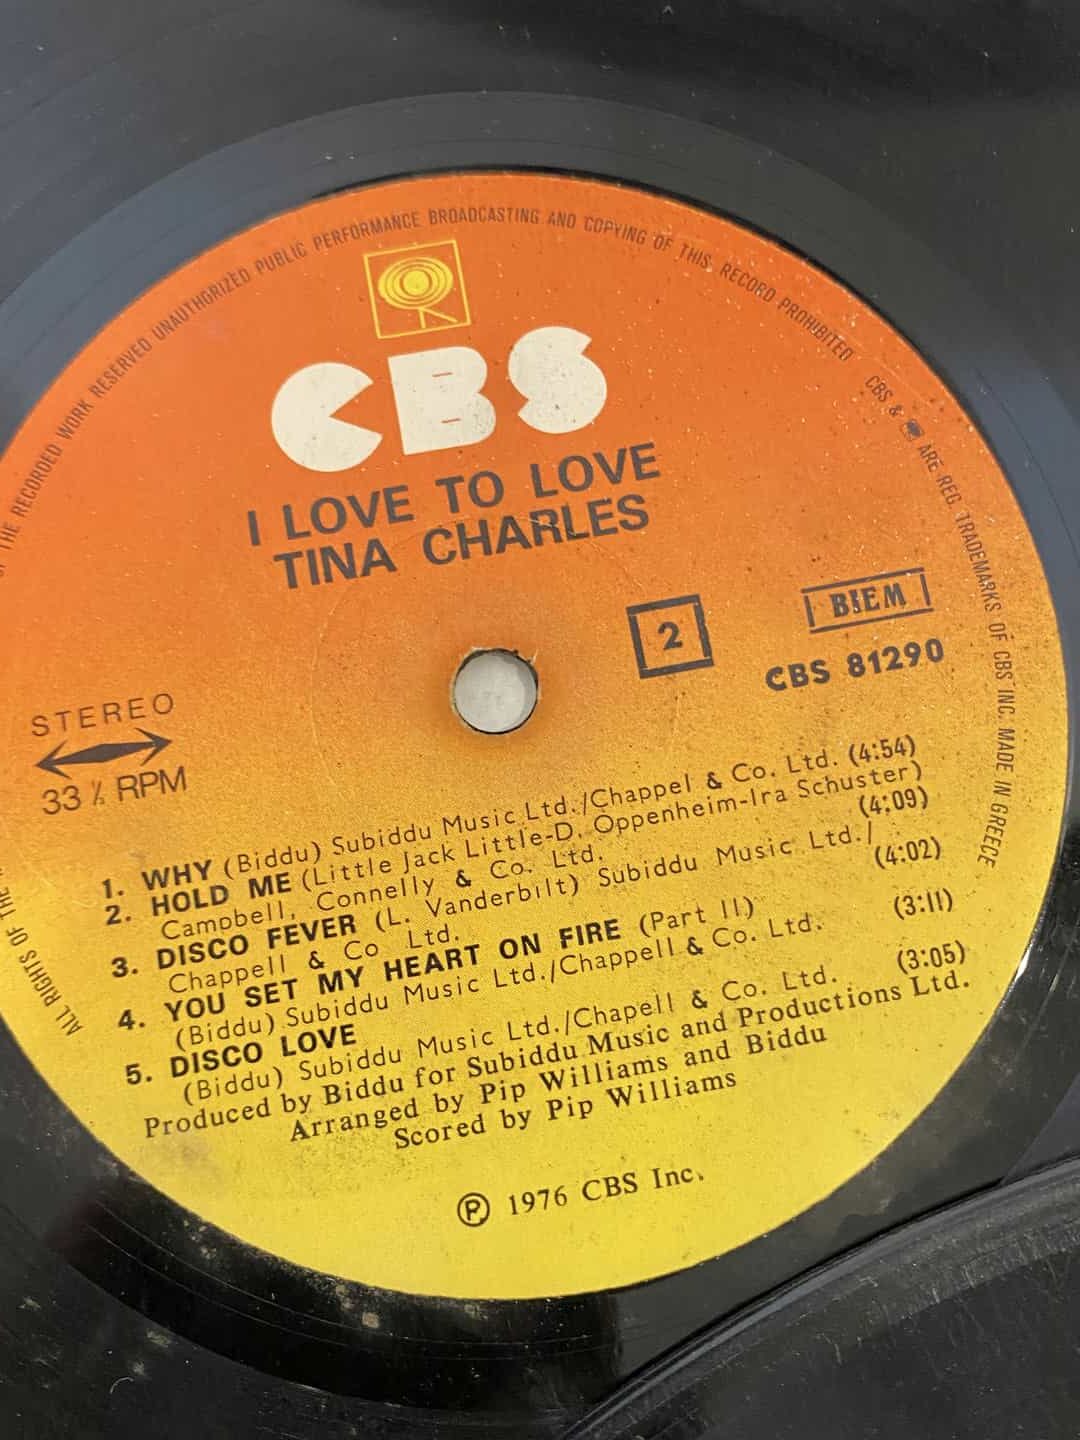 ALL RIGHTS OF THE
OF THE RECORDED WORK RESERVED UNAUTHORIZED PUBLIC PERFORMANCE BROADCASTING AND COPYING OF THIS RECORD PROHIBITED
CBS & ARE REG. TRADEMARKS OF CBS INC. MADE IN GREECE
CBS
I LOVE TO LOVE
TINA CHARLES
2
BIEM
CBS 81290
STEREO
33 ⅓ RPM
1. WHY (Biddu) Subiddu Music Ltd./Chappel & Co. Ltd. (4:54)
2. HOLD ME (Little Jack Little-D. Oppenheim-Ira Schuster)
Campbell, Connelly & Co. Ltd. (4:09)
3. DISCO FEVER (L. Vanderbilt) Subiddu Music Ltd./
Chappell & Co Ltd. (4:02)
4. YOU SET MY HEART ON FIRE (Part II)
(Biddu) Subiddu Music Ltd./Chappell & Co. Ltd. (3:11)
5. DISCO LOVE
(Biddu) Subiddu Music Ltd./Chapell & Co. Ltd. (3:05)
Produced by Biddu for Subiddu Music and Productions Ltd.
Arranged by Pip Williams and Biddu
Scored by Pip Williams
Ⓟ 1976 CBS Inc.